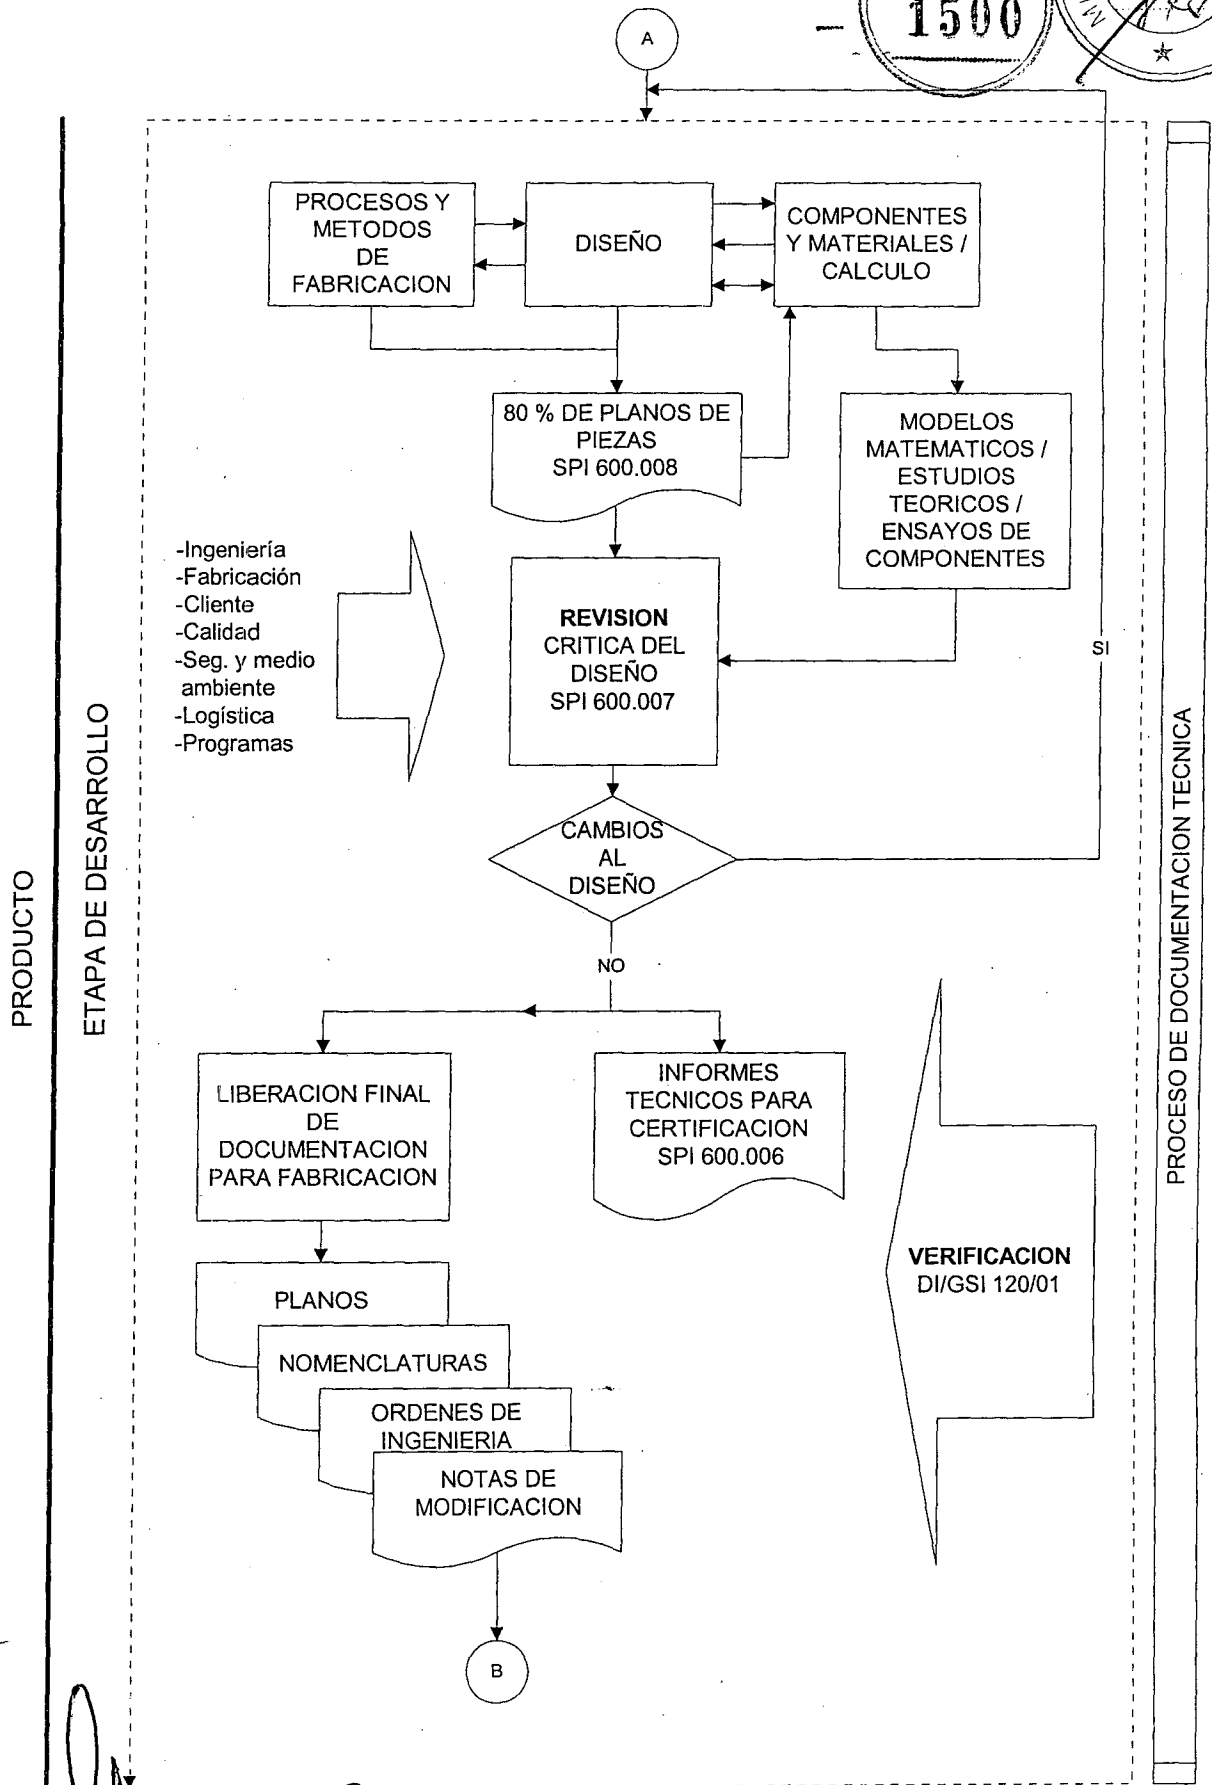 1500
A
PROCESOS Y
METODOS
DE
FABRICACION
DISEÑO
COMPONENTES
Y MATERIALES /
CALCULO
80 % DE PLANOS DE
PIEZAS
SPI 600.008
MODELOS
MATEMATICOS /
ESTUDIOS
TEORICOS /
ENSAYOS DE
COMPONENTES
-Ingeniería
-Fabricación
-Cliente
-Calidad
-Seg. y medio
ambiente
-Logística
-Programas
REVISION
CRITICA DEL
DISEÑO
SPI 600.007
SI
CAMBIOS
AL
DISEÑO
NO
PRODUCTO
ETAPA DE DESARROLLO
PROCESO DE DOCUMENTACION TECNICA
LIBERACION FINAL
DE
DOCUMENTACION
PARA FABRICACION
INFORMES
TECNICOS PARA
CERTIFICACION
SPI 600.006
VERIFICACION
DI/GSI 120/01
PLANOS
NOMENCLATURAS
ORDENES DE
INGENIERIA
NOTAS DE
MODIFICACION
B